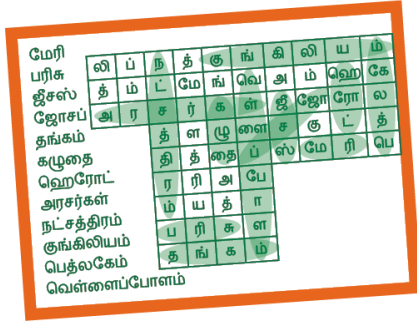 மேரி
பரிசு
ஜீசஸ்
ஜோசப்
தங்கம்
கழுதை
ஹெரோட்
அரசர்கள்
நட்சத்திரம்
குங்கிலியம்
பெத்லகேம்
வெள்ளைப்போளம்
லி ப் ந த் கு ங் கி லி ய ம்
த் ம் ட் மே ங் வெ அ ம் ஹெ கே
அ ர ச ர் க ள் ஜீ ஜோ ரோ ல
த் ள ழு ளை ச கு ட் த்
தி த் தை ப் ஸ் மே ரி பெ
ர ரி அ பே
ம் ய த் ா
ப ரி சு ள
த ங் க ம்